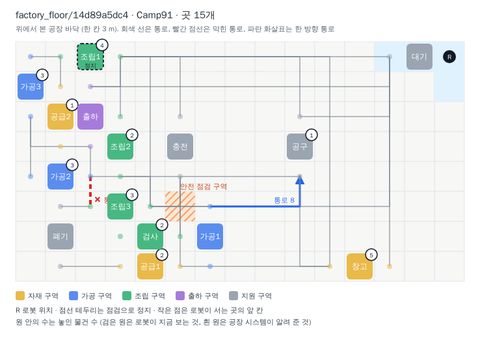 factory_floor/14d89a5dc4 · Camp91 · 곳 15개
위에서 본 공장 바닥 (한 칸 3 m). 회색 선은 통로, 빨간 점선은 막힌 통로, 파란 화살표는 한 방향 통로
조립1
4
대기
R
가공3
3
공급2
1
출하
조립2
2
충전
공구
1
가공2
3
안전 점검 구역
조립3
3
통로 8
폐기
검사
2
가공1
공급1
2
창고
5
자재 구역
가공 구역
조립 구역
출하 구역
지원 구역
R 로봇 위치 · 점선 테두리는 점검으로 정지 · 작은 점은 로봇이 서는 곳의 앞 칸
원 안의 수는 놓인 물건 수 (검은 원은 로봇이 지금 보는 것, 흰 원은 공장 시스템이 알려 준 것)